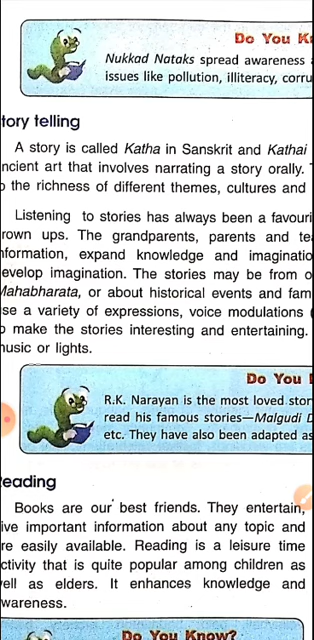 Do You K
Nukkad Nataks spread awareness
issues like pollution, illiteracy, corru
tory telling
A story is called Katha in Sanskrit and Kathai
ncient art that involves narrating a story orally.
o the richness of different themes, cultures and
Listening to stories has always been a favouri
rown ups. The grandparents, parents and te
nformation, expand knowledge and imaginatio
evelop imagination. The stories may be from o
Mahabharata, or about historical events and fam
se a variety of expressions, voice modulations
o make the stories interesting and entertaining.
music or lights.
Do You
R.K. Narayan is the most loved stor
read his famous stories—Malgudi D
etc. They have also been adapted as
eading
Books are our best friends. They entertain,
ive important information about any topic and
re easily available. Reading is a leisure time
ctivity that is quite popular among children as
ell as elders. It enhances knowledge and
wareness.
Do You Know?